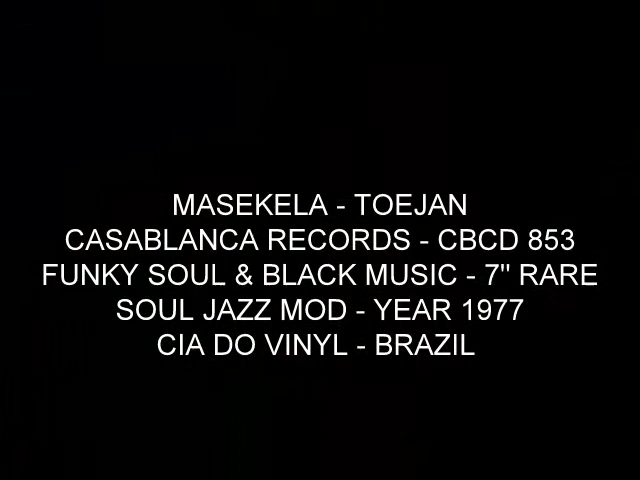 MASEKELA - TOEJAN
CASABLANCA RECORDS - CBCD 853
FUNKY SOUL & BLACK MUSIC - 7" RARE
SOUL JAZZ MOD - YEAR 1977
CIA DO VINYL - BRAZIL